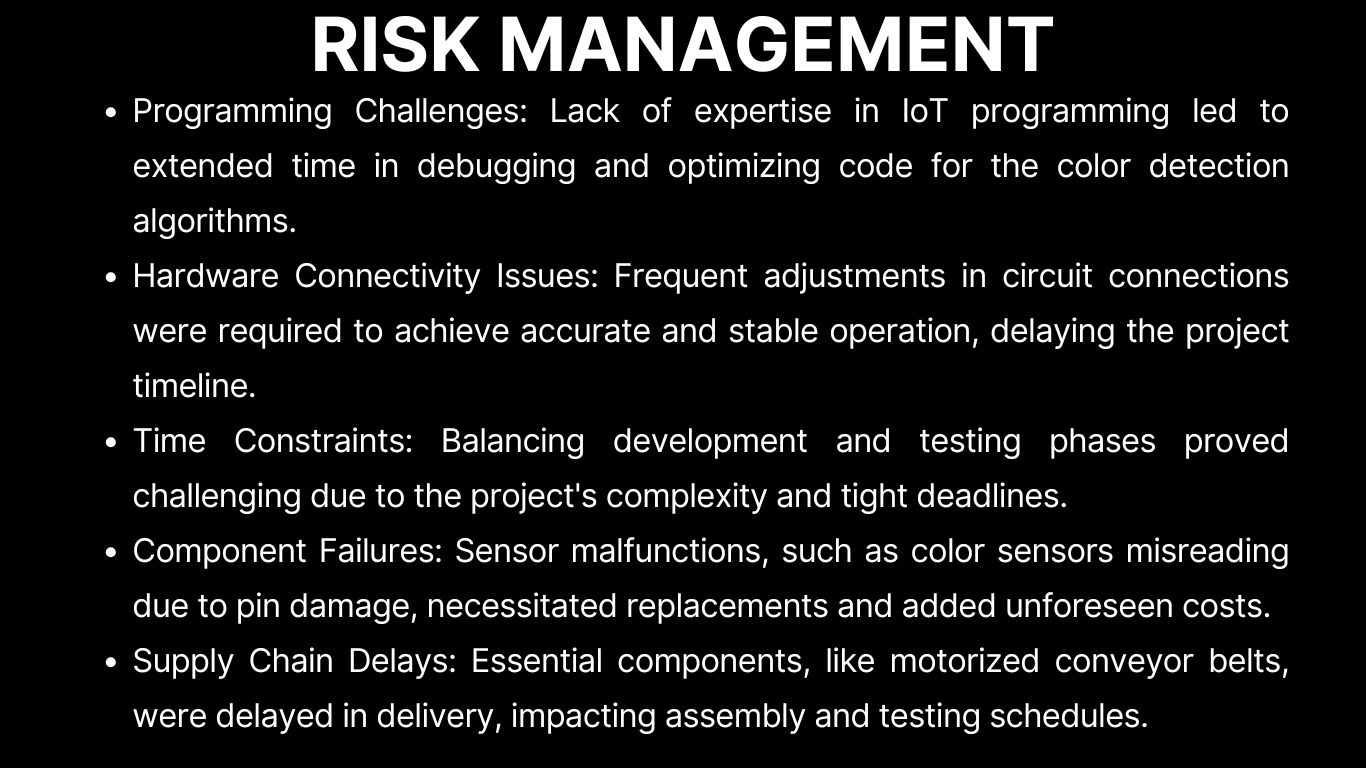 RISK MANAGEMENT
• Programming Challenges: Lack of expertise in IoT programming led to
extended time in debugging and optimizing code for the color detection
algorithms.
• Hardware Connectivity Issues: Frequent adjustments in circuit connections
were required to achieve accurate and stable operation, delaying the project
timeline.
• Time Constraints: Balancing development and testing phases proved
challenging due to the project's complexity and tight deadlines.
• Component Failures: Sensor malfunctions, such as color sensors misreading
due to pin damage, necessitated replacements and added unforeseen costs.
• Supply Chain Delays: Essential components, like motorized conveyor belts,
were delayed in delivery, impacting assembly and testing schedules.